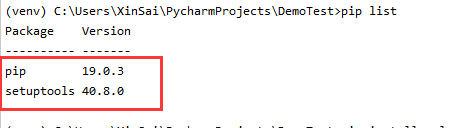 (venv) C:\Users\XinSai\PycharmProjects\DemoTest>pip list
Package    Version
---------- -------
pip        19.0.3
setuptools 40.8.0